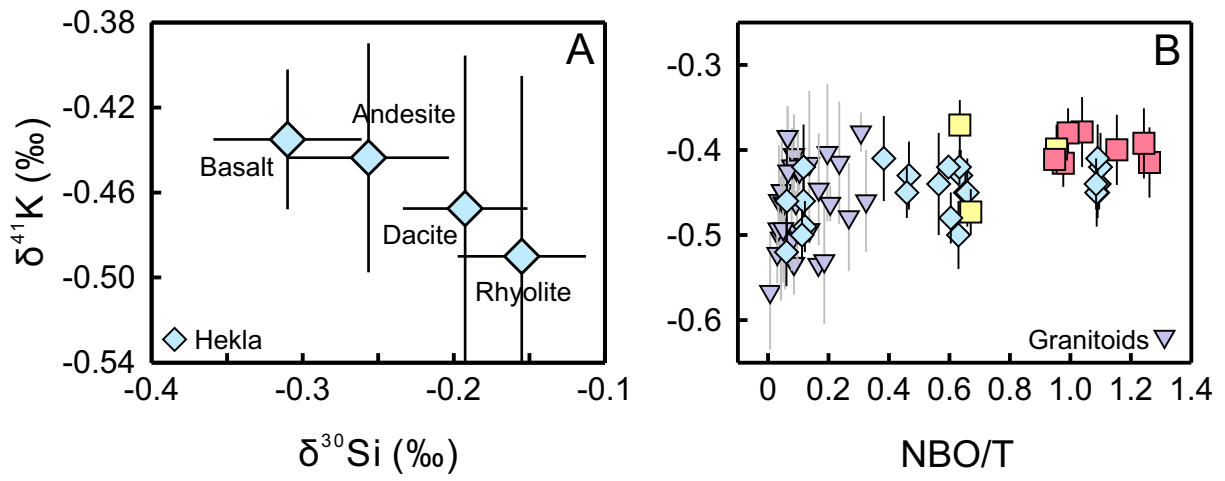 A
-0.38
-0.42
-0.46
-0.50
-0.54
δ⁴¹K (‰)
Andesite
Basalt
Dacite
Rhyolite
Hekla
-0.4
-0.3
-0.2
-0.1
δ³⁰Si (‰)
B
-0.3
-0.4
-0.5
-0.6
Granitoids
0
0.2
0.4
0.6
0.8
1.0
1.2
1.4
NBO/T